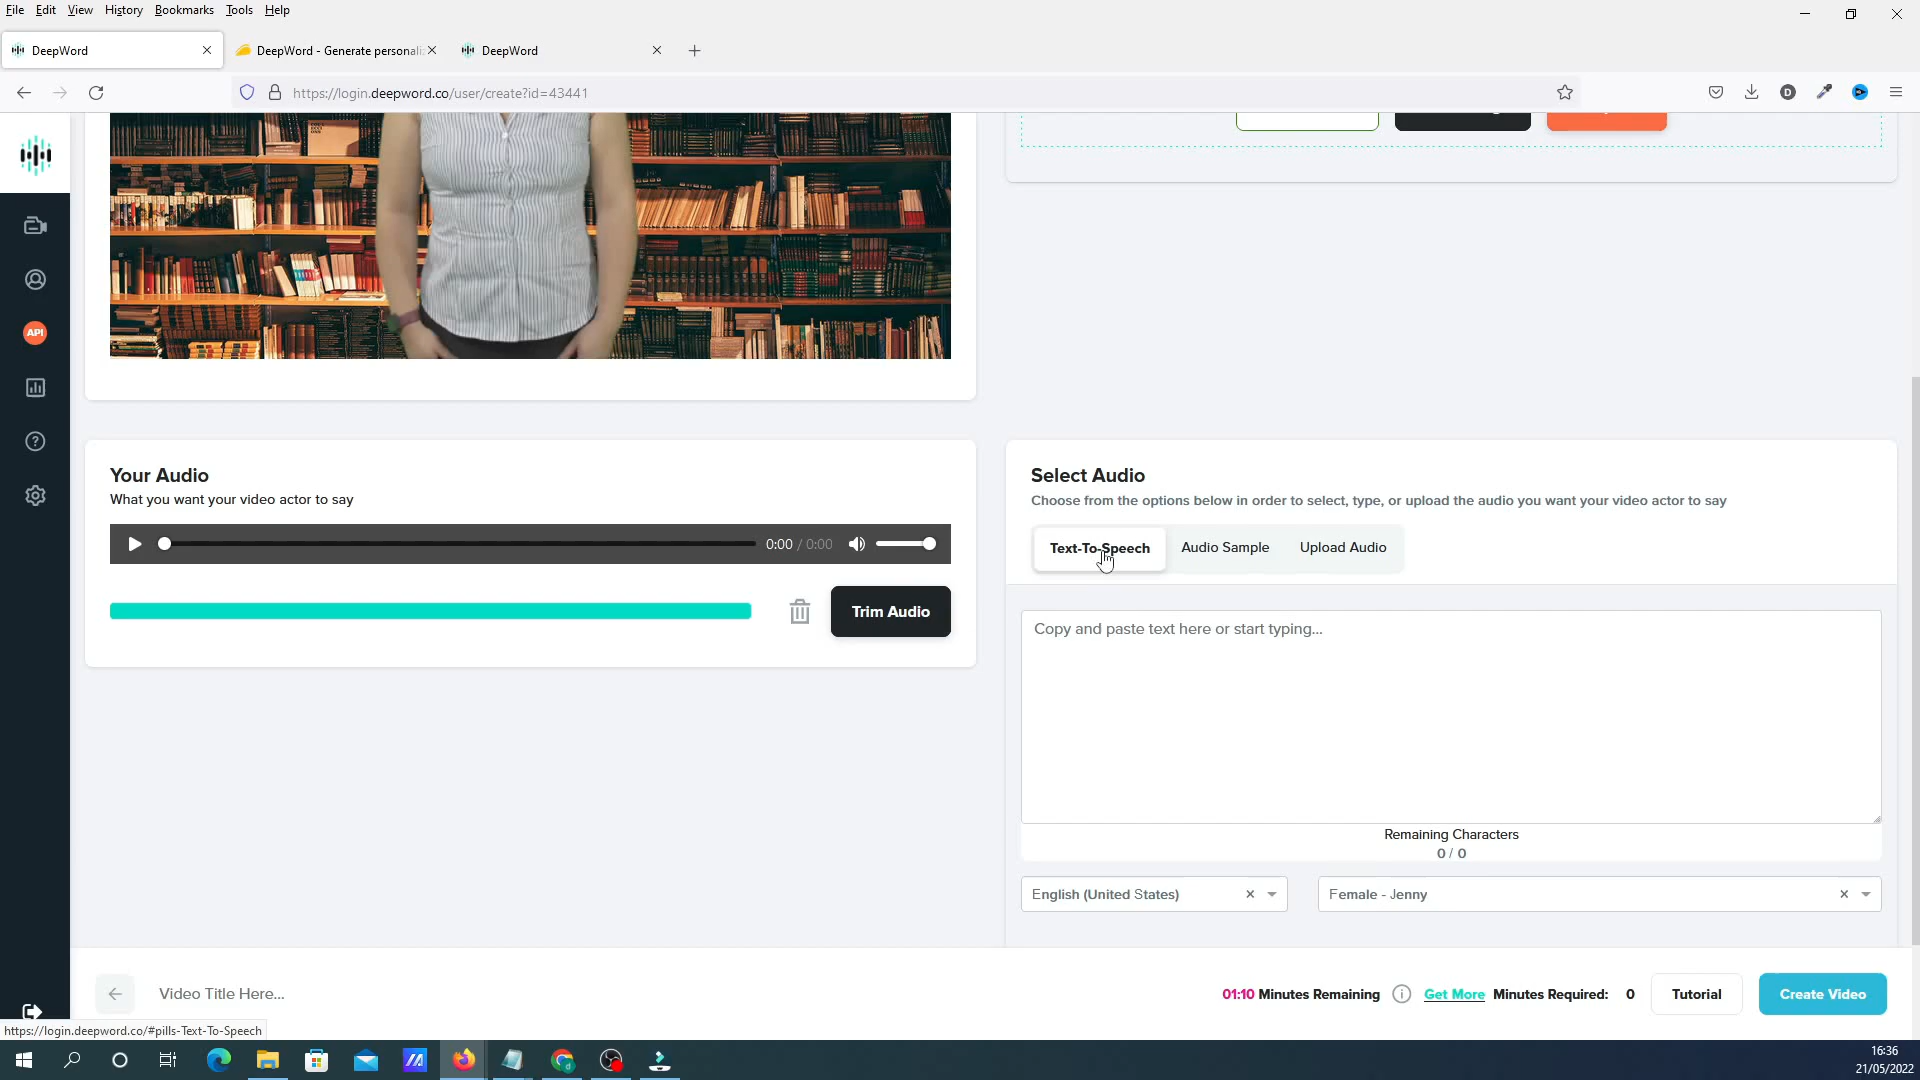 File Edit View History Bookmarks Tools Help
DeepWord
DeepWord - Generate personali
DeepWord
https://login.deepword.co/user/create?id=43441
API
Your Audio
What you want your video actor to say
0:00 / 0:00
Trim Audio
Select Audio
Choose from the options below in order to select, type, or upload the audio you want your video actor to say
Text-To-Speech Audio Sample Upload Audio
Copy and paste text here or start typing...
Remaining Characters
0 / 0
English (United States)
Female - Jenny
Video Title Here...
01:10 Minutes Remaining Get More Minutes Required: 0
Tutorial
Create Video
https://login.deepword.co/#pills-Text-To-Speech
16:36
21/05/2022